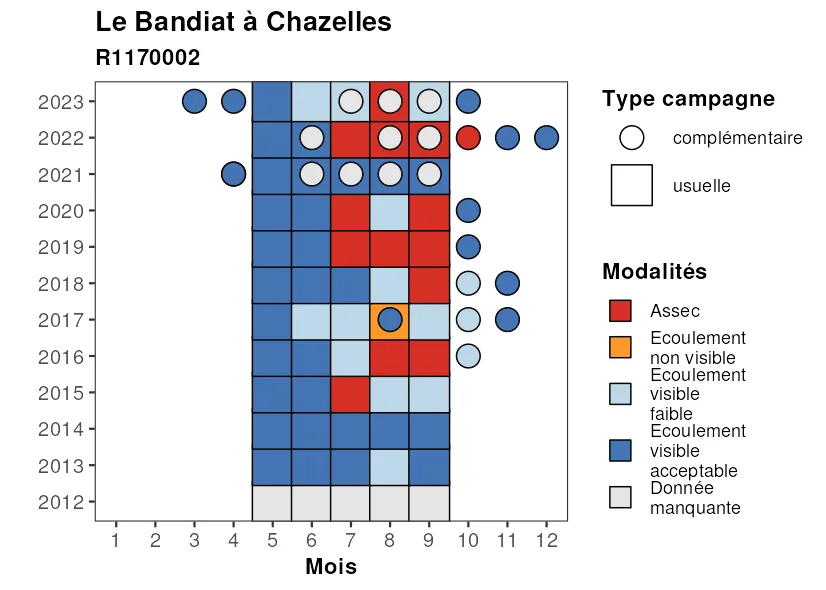 Le Bandiat à Chazelles
R1170002
2023
2022
2021
2020
2019
2018
2017
2016
2015
2014
2013
2012
1 2 3 4 5 6 7 8 9 10 11 12
Mois
Type campagne
complémentaire
usuelle
Modalités
Assec
Ecoulement
non visible
Ecoulement
visible
faible
Ecoulement
visible
acceptable
Donnée
manquante